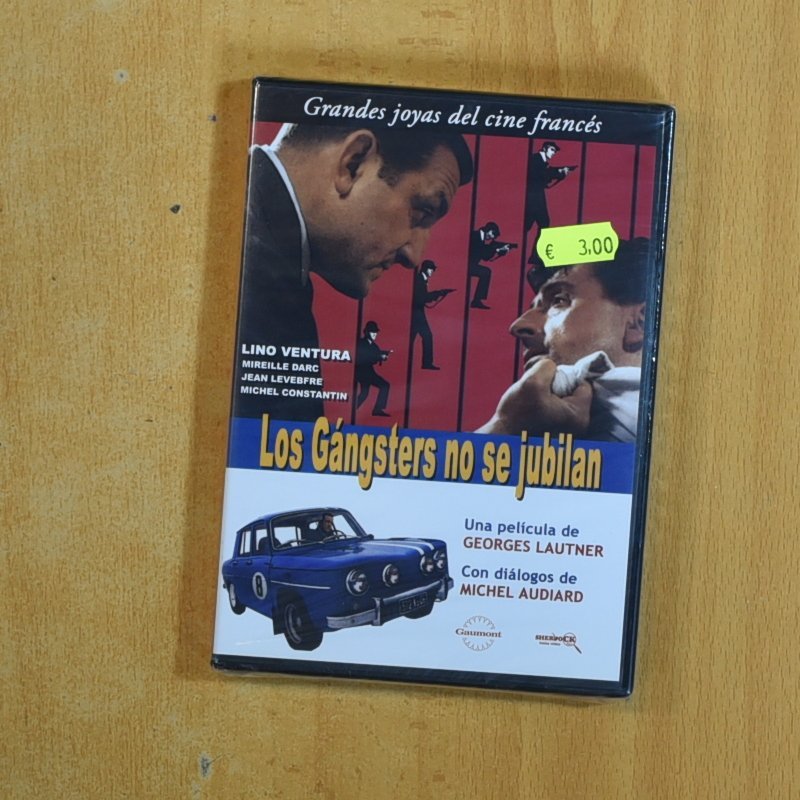 Grandes joyas del cine francés
€ 3,00
LINO VENTURA
MIREILLE DARC
JEAN LEVEBFRE
MICHEL CONSTANTIN
Los Gángsters no se jubilan
Una película de
GEORGES LAUTNER
Con diálogos de
MICHEL AUDIARD
8
Gaumont
SHERLOCK